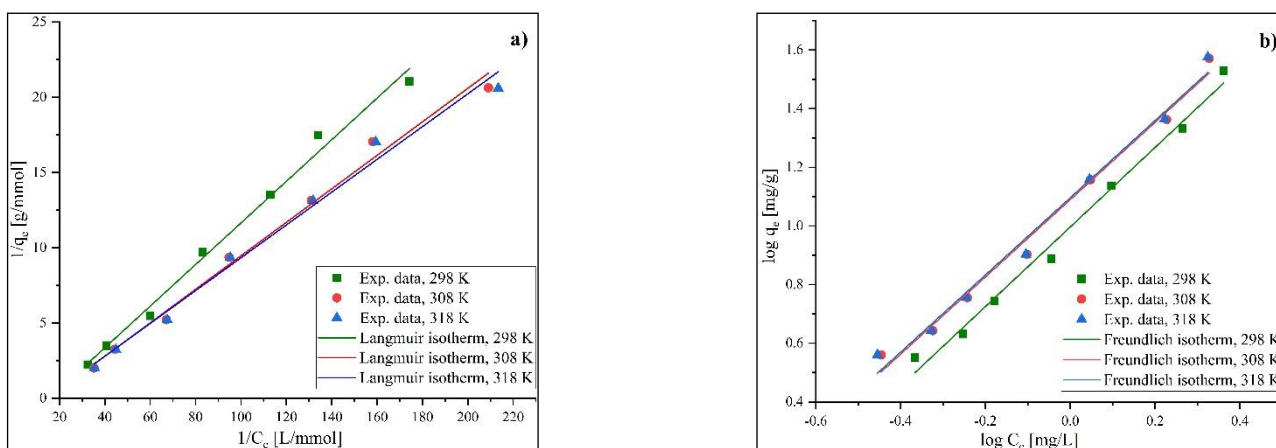 a)
25
20
15
10
5
0
1/qe [g/mmol]
Exp. data, 298 K
Exp. data, 308 K
Exp. data, 318 K
Langmuir isotherm, 298 K
Langmuir isotherm, 308 K
Langmuir isotherm, 318 K
20 40 60 80 100 120 140 160 180 200 220
1/Ce [L/mmol]
b)
1.6
1.4
1.2
1.0
0.8
0.6
0.4
log qe [mg/g]
Exp. data, 298 K
Exp. data, 308 K
Exp. data, 318 K
Freundlich isotherm, 298 K
Freundlich isotherm, 308 K
Freundlich isotherm, 318 K
-0.6 -0.4 -0.2 0.0 0.2 0.4
log Ce [mg/L]